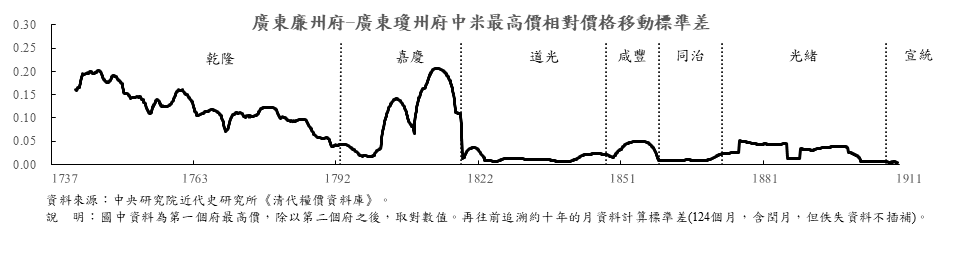 廣東廉州府-廣東瓊州府中米最高價相對價格移動標準差
0.30
0.25
0.20
0.15
0.10
0.05
0.00
乾隆 嘉慶 道光 咸豐 同治 光緒 宣統
1737 1763 1792 1822 1851 1881 1911
資料來源：中央研究院近代史研究所《清代糧價資料庫》。
說　明：圖中資料為第一個府最高價，除以第二個府之後，取對數值。再往前追溯約十年的月資料計算標準差(124個月，含閏月，但佚失資料不插補)。